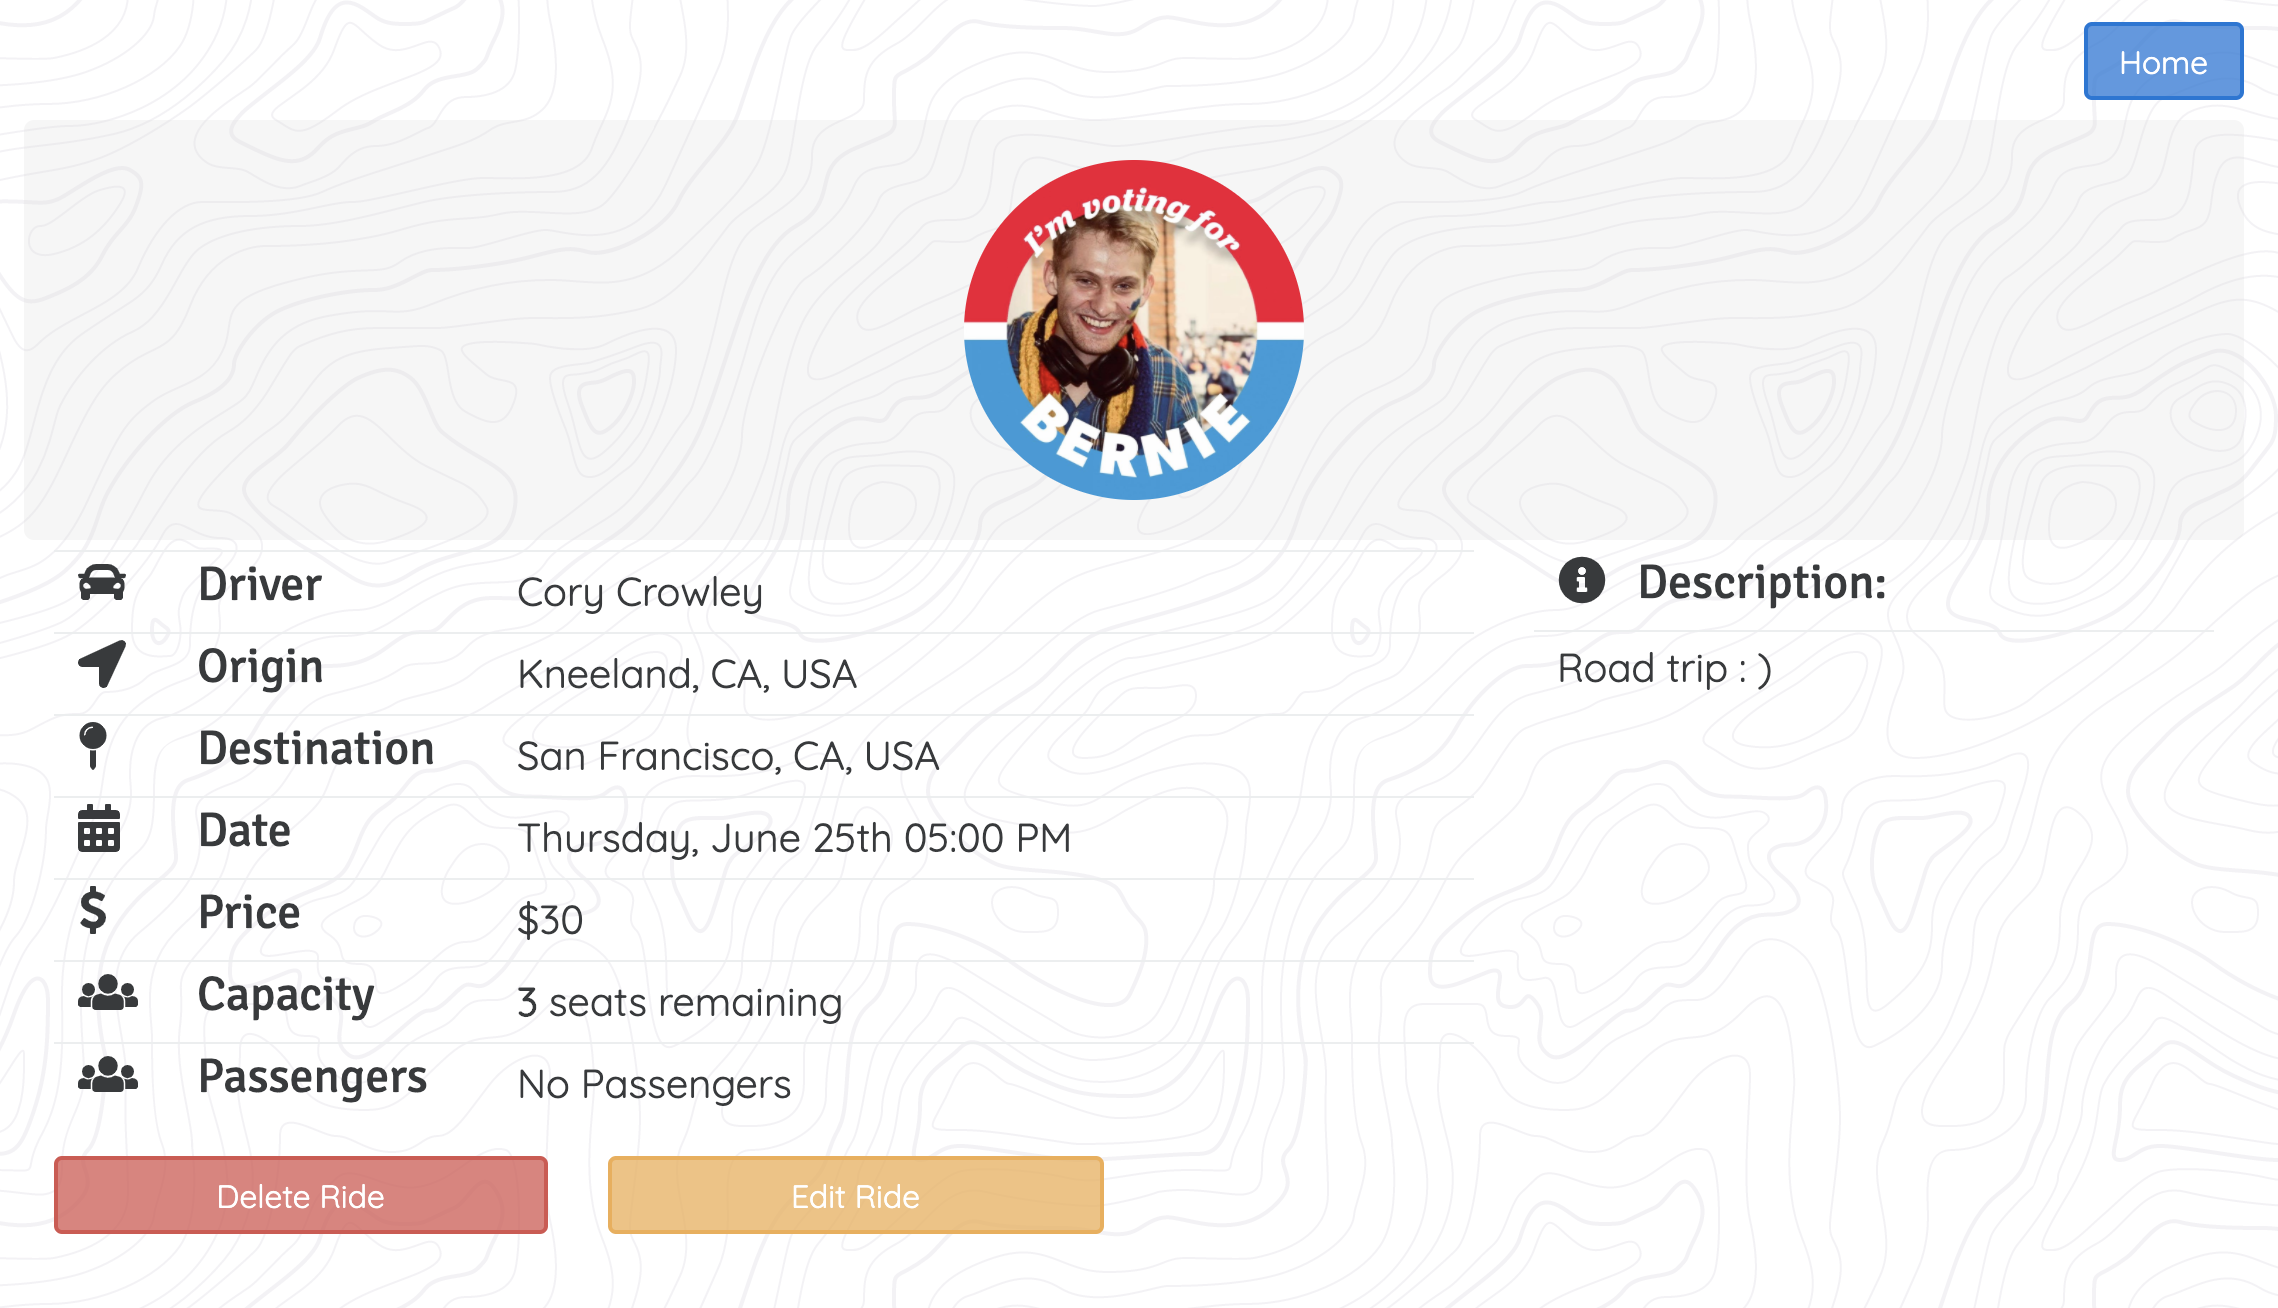 Home
I'm voting for
BERNIE
Driver Cory Crowley
Origin Kneeland, CA, USA
Destination San Francisco, CA, USA
Date Thursday, June 25th 05:00 PM
Price $30
Capacity 3 seats remaining
Passengers No Passengers
Description:
Road trip : )
Delete Ride
Edit Ride